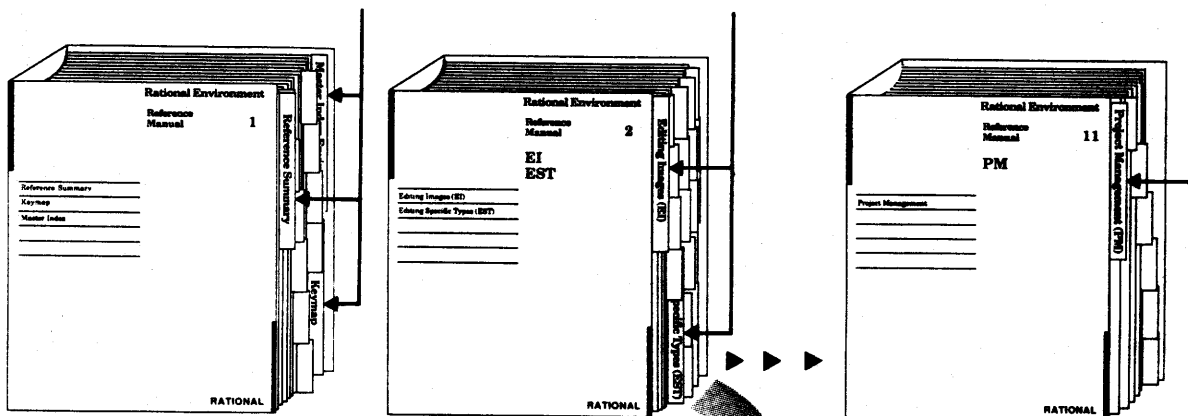 Rational Environment
Reference
Manual 1
Reference Summary
Keymap
Master Index
Reference Summary
Keymap
RATIONAL
Rational Environment
Reference
Manual 2
EI
EST
Editing Images (EI)
Editing Specific Types (EST)
Editing Images (EI)
Types (EST)
RATIONAL
Rational Environment
Reference
Manual 11
PM
Project Management
Project Management (PM)
RATIONAL